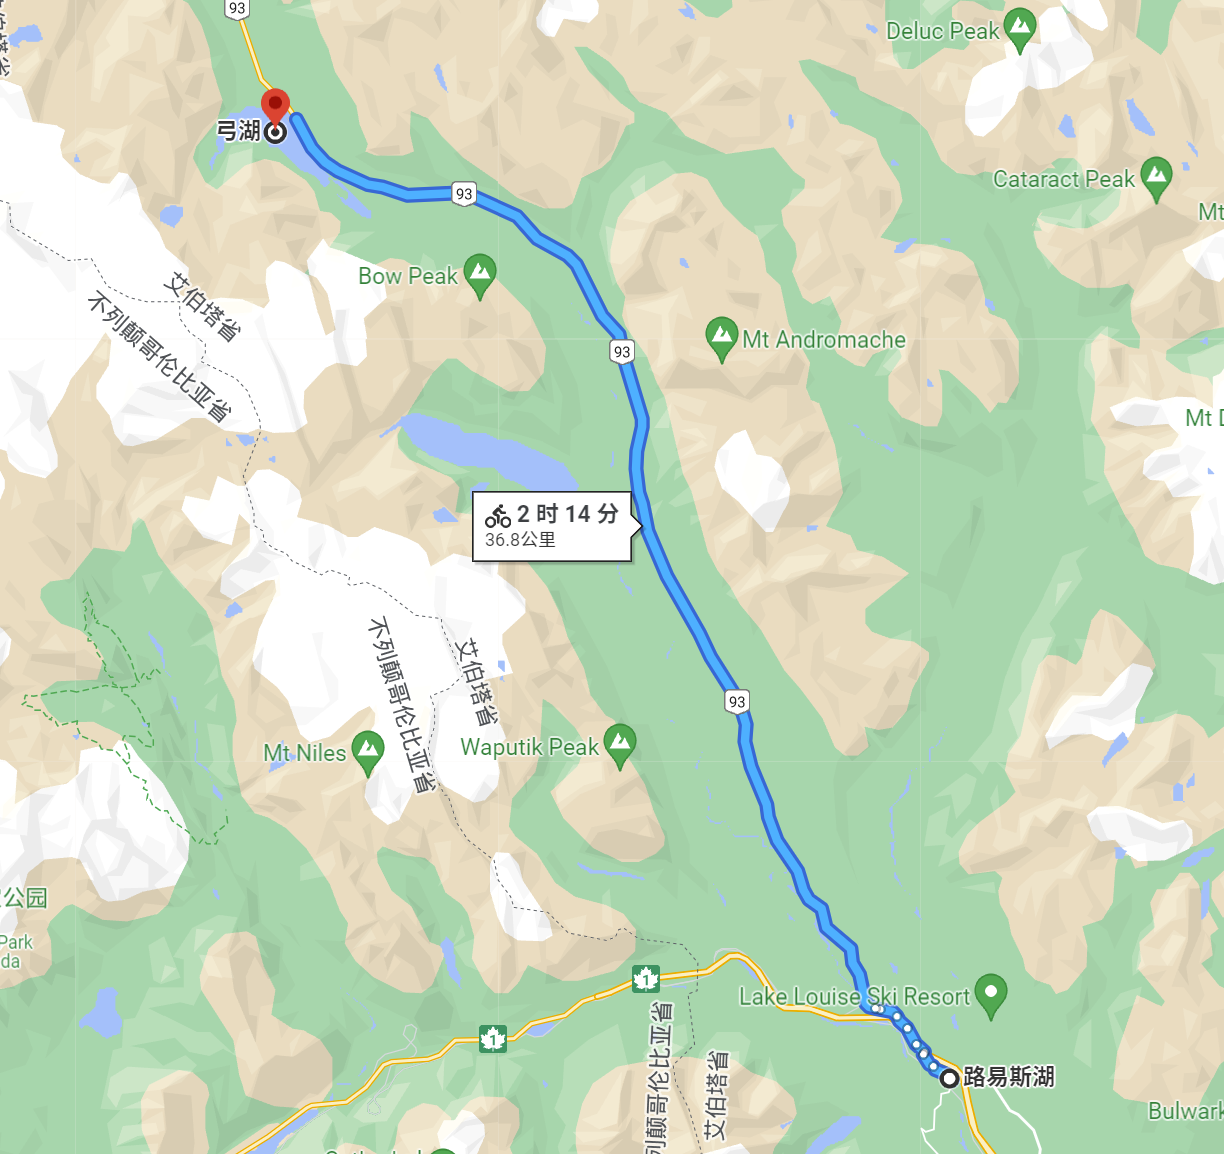 93
Deluc Peak
弓湖
Cataract Peak
93
Mt
Bow Peak
艾伯塔省
不列颠哥伦比亚省
Mt Andromache
93
Mt D
2 时 14 分
36.8公里
不列颠哥伦比亚省
艾伯塔省
93
Mt Niles
Waputik Peak
公园
Park
da
1
Lake Louise Ski Resort
1
路易斯湖
列颠哥伦比亚省
艾伯塔省
Bulwark